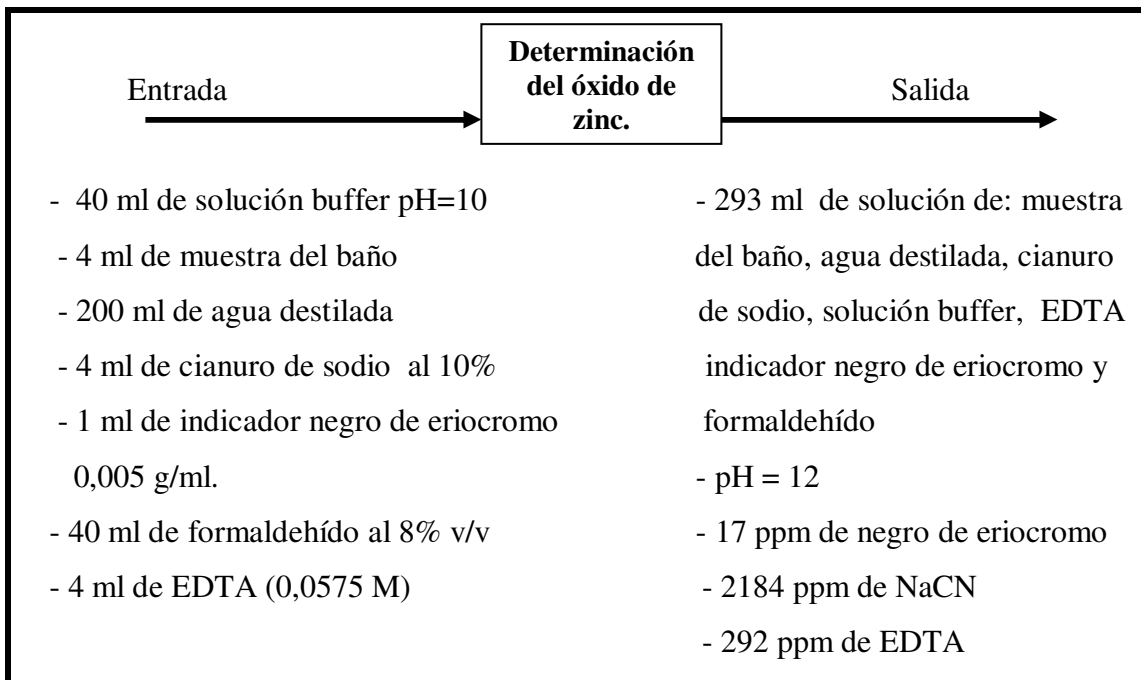 Determinación
del óxido de
zinc.
Entrada
Salida
- 40 ml de solución buffer pH=10
- 4 ml de muestra del baño
- 200 ml de agua destilada
- 4 ml de cianuro de sodio al 10%
- 1 ml de indicador negro de eriocromo
0,005 g/ml.
- 40 ml de formaldehído al 8% v/v
- 4 ml de EDTA (0,0575 M)
- 293 ml de solución de: muestra
del baño, agua destilada, cianuro
de sodio, solución buffer, EDTA
indicador negro de eriocromo y
formaldehído
- pH = 12
- 17 ppm de negro de eriocromo
- 2184 ppm de NaCN
- 292 ppm de EDTA